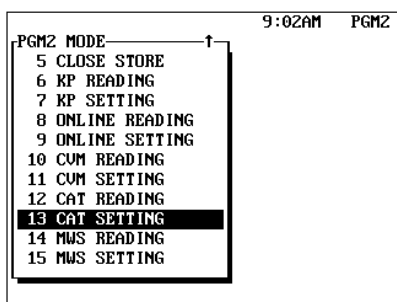 9:02AM PGM2
PGM2 MODE ↑
5 CLOSE STORE
6 KP READING
7 KP SETTING
8 ONLINE READING
9 ONLINE SETTING
10 CVM READING
11 CVM SETTING
12 CAT READING
13 CAT SETTING
14 MWS READING
15 MWS SETTING